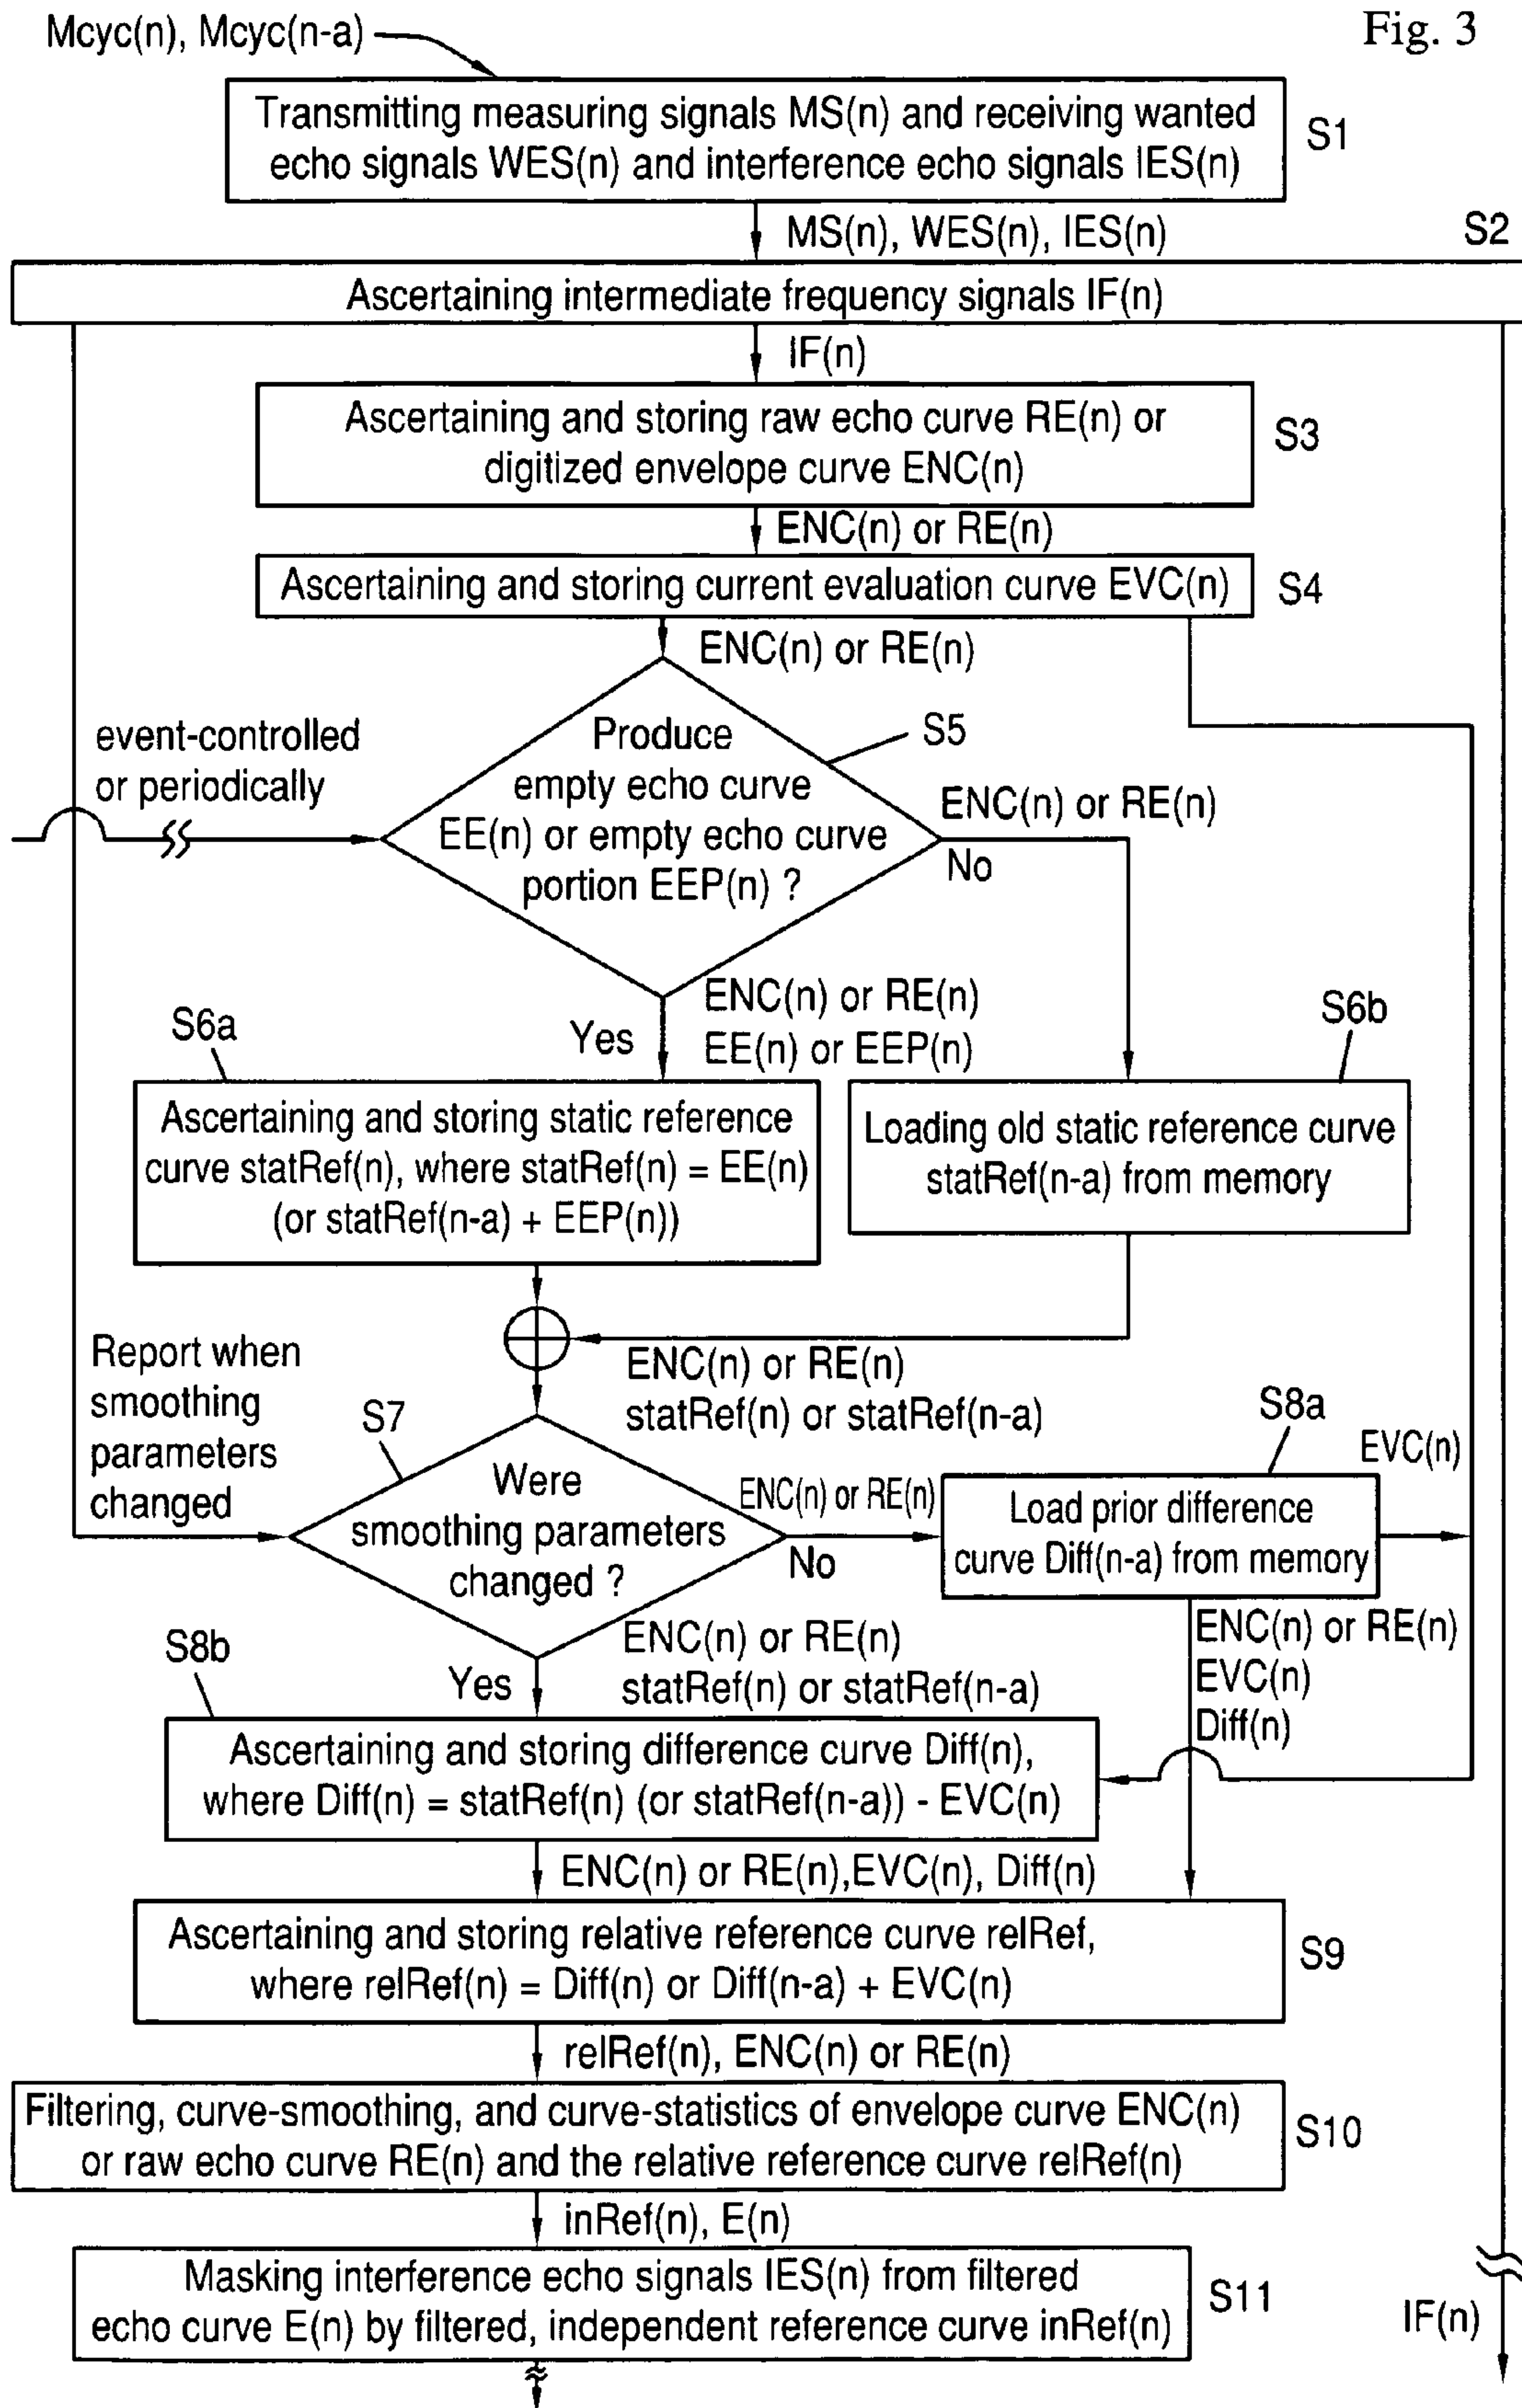 Mcyc(n), Mcyc(n-a)
Fig. 3
Transmitting measuring signals MS(n) and receiving wanted
echo signals WES(n) and interference echo signals IES(n)
S1
MS(n), WES(n), IES(n)
S2
Ascertaining intermediate frequency signals IF(n)
IF(n)
Ascertaining and storing raw echo curve RE(n) or
digitized envelope curve ENC(n)
S3
ENC(n) or RE(n)
Ascertaining and storing current evaluation curve EVC(n)
S4
ENC(n) or RE(n)
event-controlled
or periodically
Produce
empty echo curve
EE(n) or empty echo curve
portion EEP(n) ?
S5
ENC(n) or RE(n)
No
ENC(n) or RE(n)
Yes
EE(n) or EEP(n)
S6a
S6b
Ascertaining and storing static reference
curve statRef(n), where statRef(n) = EE(n)
(or statRef(n-a) + EEP(n))
Loading old static reference curve
statRef(n-a) from memory
Report when
smoothing
parameters
changed
ENC(n) or RE(n)
statRef(n) or statRef(n-a)
S7
S8a
EVC(n)
Were
smoothing parameters
changed ?
ENC(n) or RE(n)
No
Load prior difference
curve Diff(n-a) from memory
ENC(n) or RE(n)
EVC(n)
Diff(n)
S8b
Yes
ENC(n) or RE(n)
statRef(n) or statRef(n-a)
Ascertaining and storing difference curve Diff(n),
where Diff(n) = statRef(n) (or statRef(n-a)) - EVC(n)
ENC(n) or RE(n),EVC(n), Diff(n)
Ascertaining and storing relative reference curve relRef,
where relRef(n) = Diff(n) or Diff(n-a) + EVC(n)
S9
relRef(n), ENC(n) or RE(n)
Filtering, curve-smoothing, and curve-statistics of envelope curve ENC(n)
or raw echo curve RE(n) and the relative reference curve relRef(n)
S10
inRef(n), E(n)
Masking interference echo signals IES(n) from filtered
echo curve E(n) by filtered, independent reference curve inRef(n)
S11
IF(n)